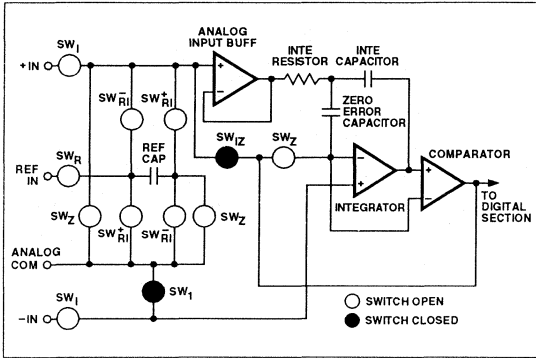 ANALOG
INPUT BUFF
INTE
RESISTOR
INTE
CAPACITOR
SW I
+IN
SW − RI
SW + RI
ZERO
ERROR
CAPACITOR
SW IZ
SW Z
COMPARATOR
SW R
REF
CAP
REF
IN
INTEGRATOR
TO
DIGITAL
SECTION
SW Z
SW + RI
SW − RI
SW Z
ANALOG
COM
SW 1
SW I
−IN
SWITCH OPEN
SWITCH CLOSED